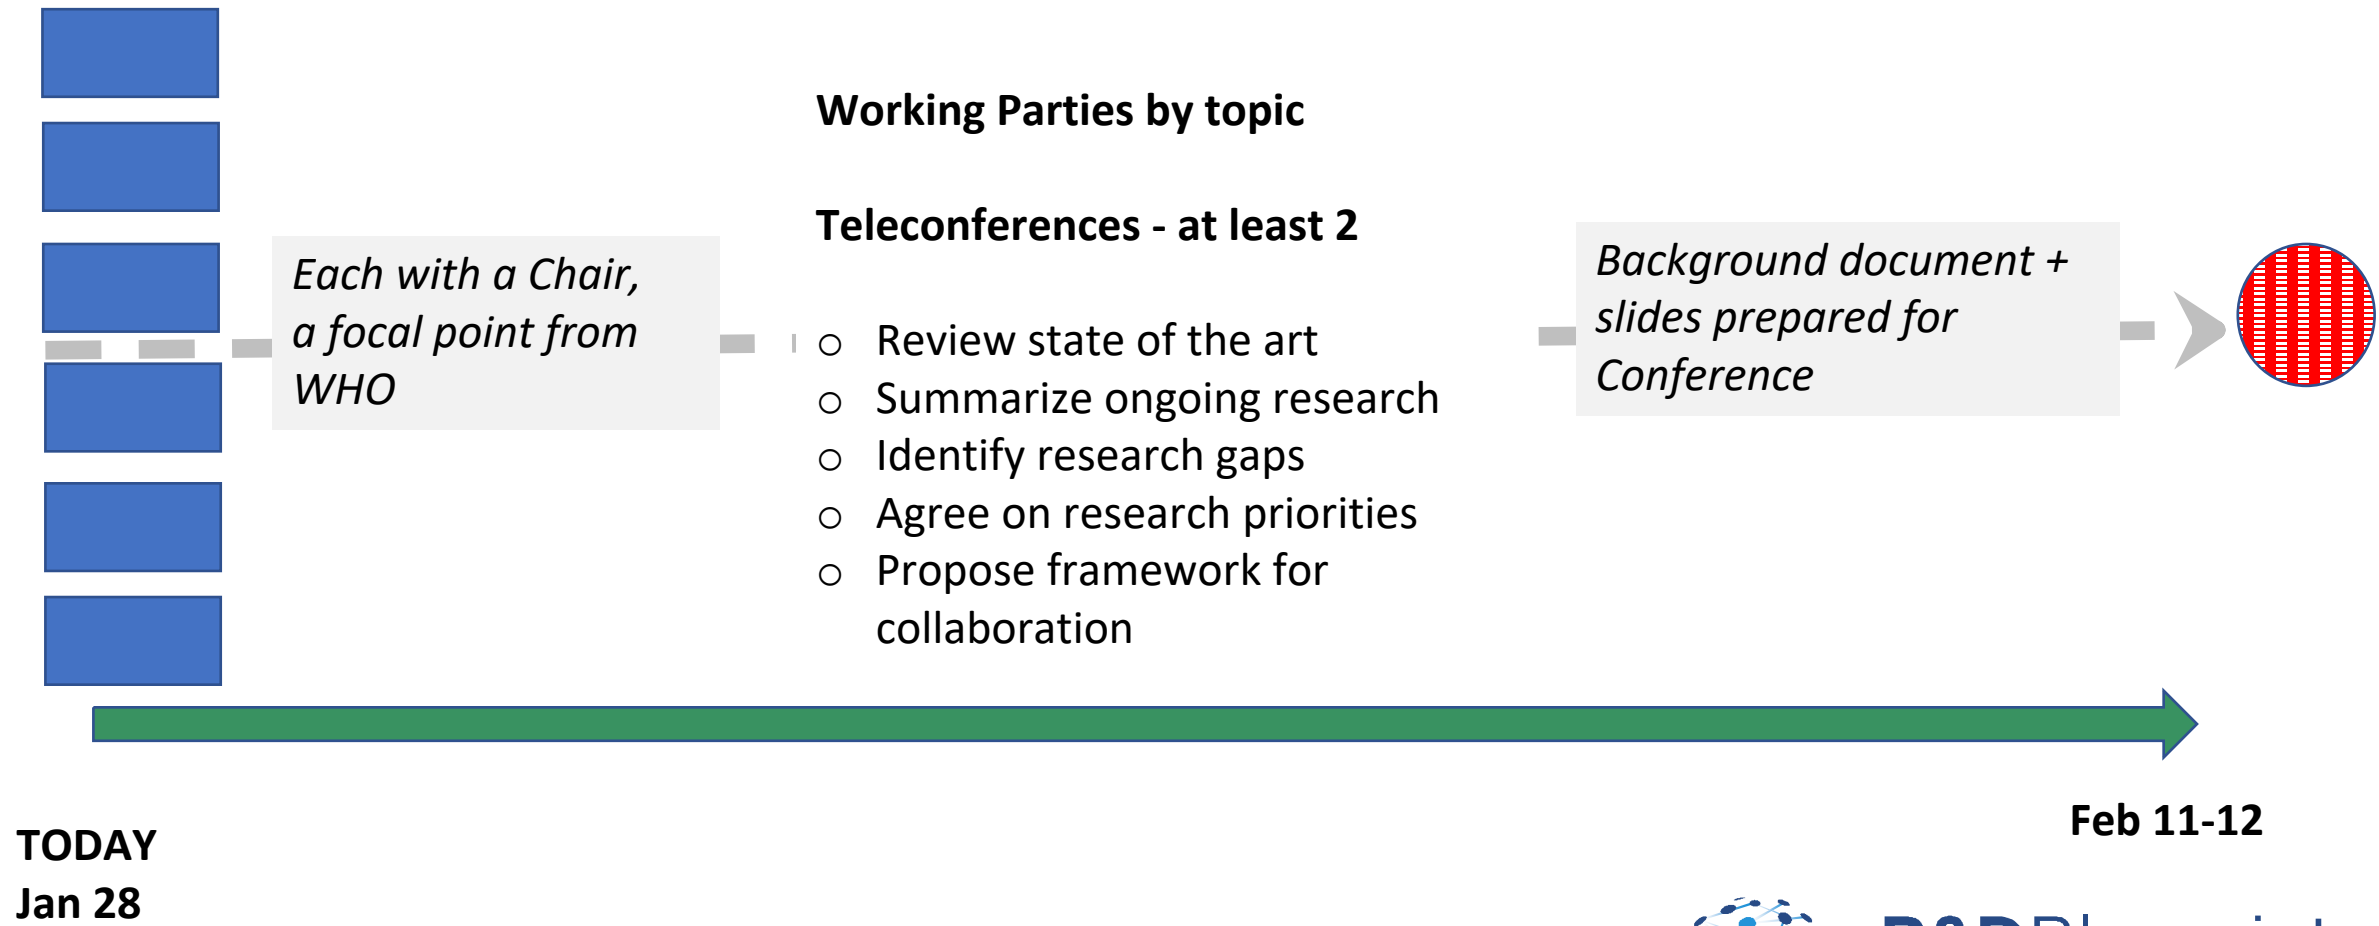 Working Parties by topic
Teleconferences - at least 2
Each with a Chair,
a focal point from
WHO
o Review state of the art
o Summarize ongoing research
o Identify research gaps
o Agree on research priorities
o Propose framework for
collaboration
Background document +
slides prepared for
Conference
TODAY
Jan 28
Feb 11-12